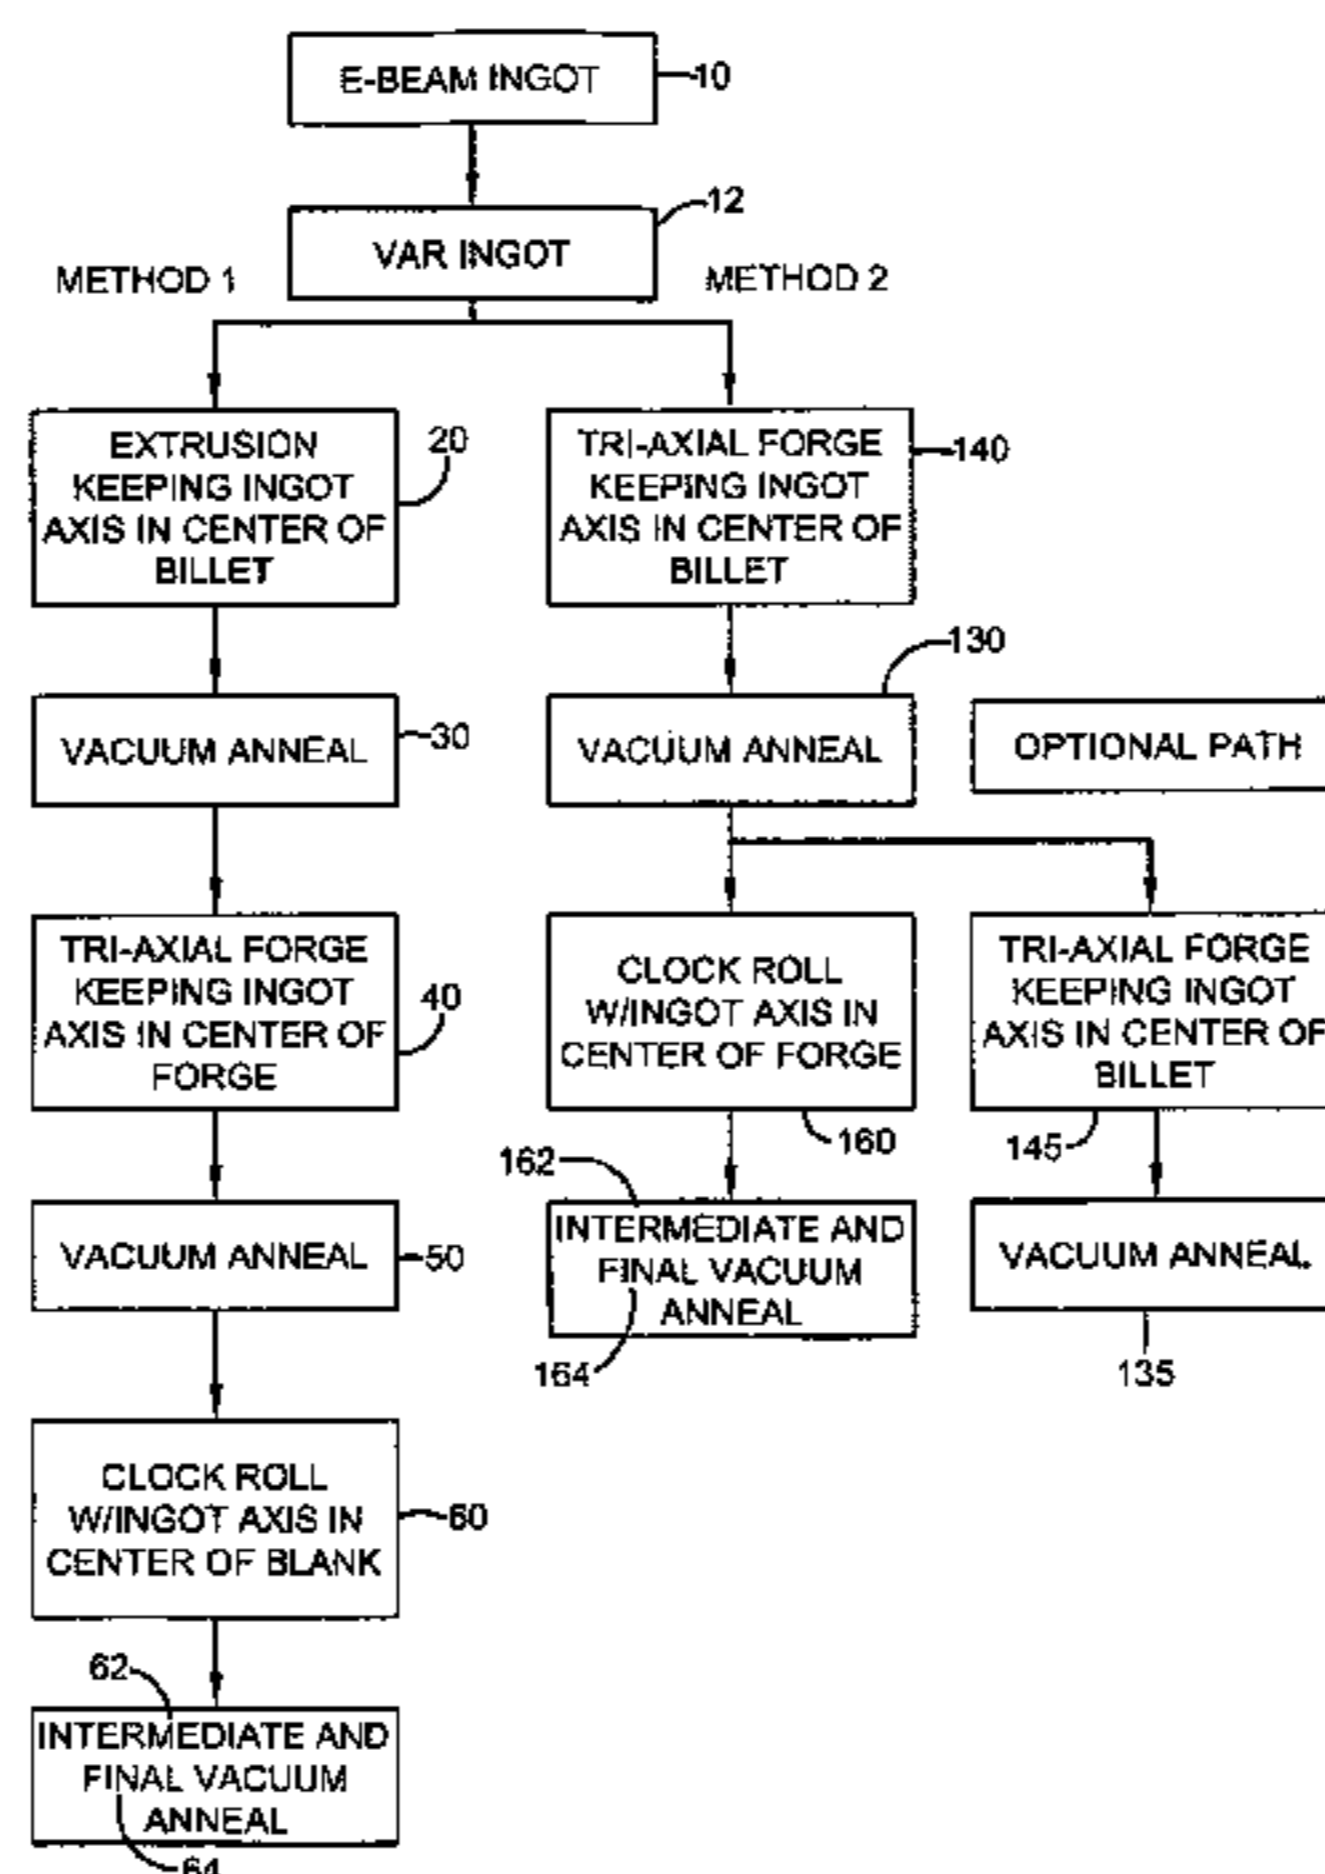 E-BEAM INGOT
10
12
VAR INGOT
METHOD 1
METHOD 2
EXTRUSION
KEEPING INGOT
AXIS IN CENTER OF
BILLET
20
TRI-AXIAL FORGE
KEEPING INGOT
AXIS IN CENTER OF
BILLET
140
130
VACUUM ANNEAL
30
VACUUM ANNEAL
OPTIONAL PATH
TRI-AXIAL FORGE
KEEPING INGOT
AXIS IN CENTER OF
FORGE
40
CLOCK ROLL
W/INGOT AXIS IN
CENTER OF FORGE
160
TRI-AXIAL FORGE
KEEPING INGOT
AXIS IN CENTER OF
BILLET
145
162
VACUUM ANNEAL
50
INTERMEDIATE AND
FINAL VACUUM
ANNEAL
164
VACUUM ANNEAL
135
CLOCK ROLL
W/INGOT AXIS IN
CENTER OF BLANK
60
62
INTERMEDIATE AND
FINAL VACUUM
ANNEAL
64